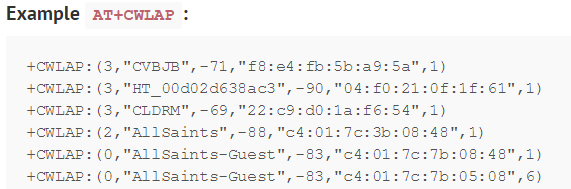 Example AT+CWLAP :
+CWLAP:(3,"CVBJB",-71,"f8:e4:fb:5b:a9:5a",1)
+CWLAP:(3,"HT_00d02d638ac3",-90,"04:f0:21:0f:1f:61",1)
+CWLAP:(3,"CLDRM",-69,"22:c9:d0:1a:f6:54",1)
+CWLAP:(2,"AllSaints",-88,"c4:01:7c:3b:08:48",1)
+CWLAP:(0,"AllSaints-Guest",-83,"c4:01:7c:7b:08:48",1)
+CWLAP:(0,"AllSaints-Guest",-83,"c4:01:7c:7b:05:08",6)